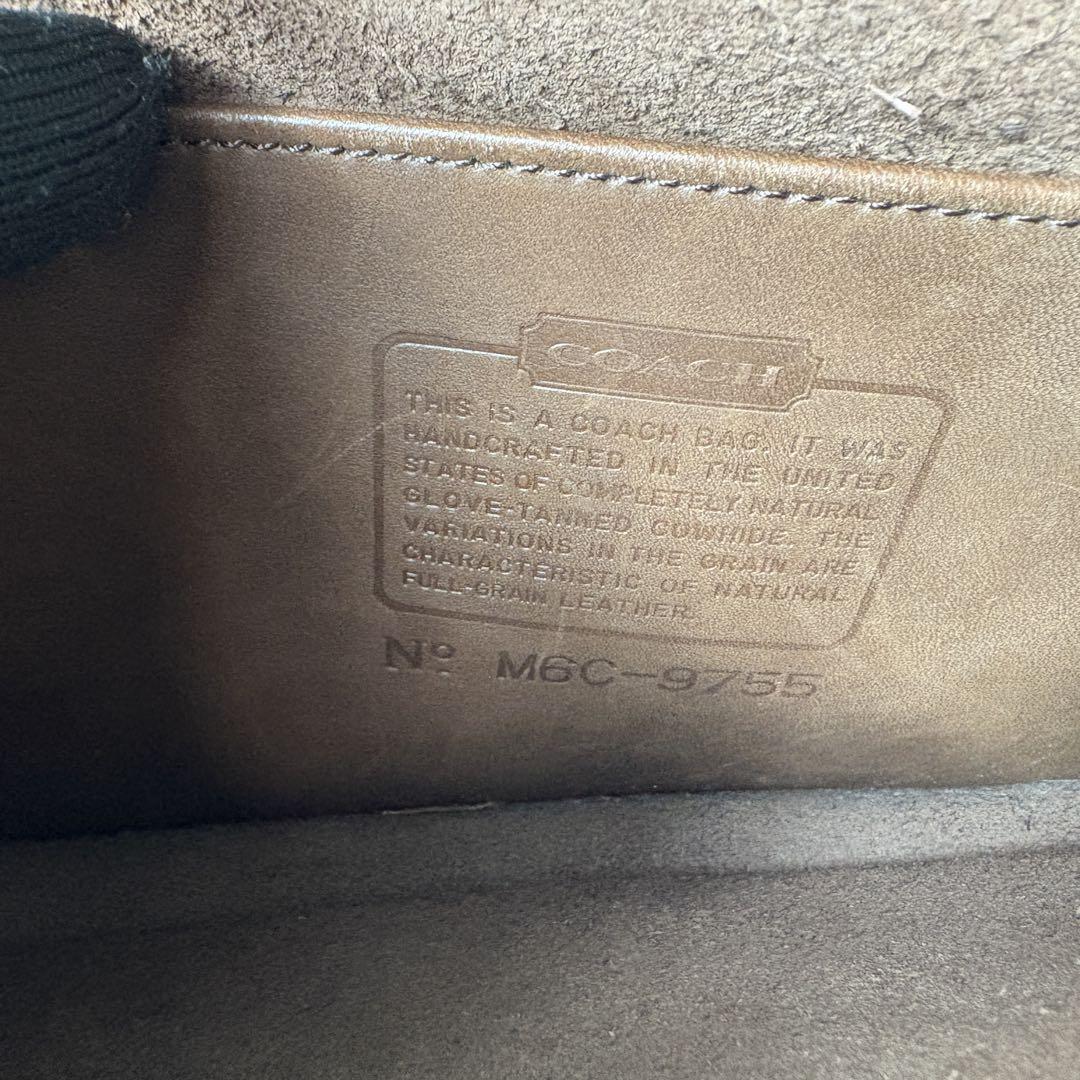 COACH
THIS IS A COACH BAG. IT WAS
HANDCRAFTED IN THE UNITED
STATES OF COMPLETELY NATURAL
GLOVE-TANNED COWHIDE. THE
VARIATIONS IN THE GRAIN ARE
CHARACTERISTIC OF NATURAL
FULL-GRAIN LEATHER.
Nº. M6C-9755